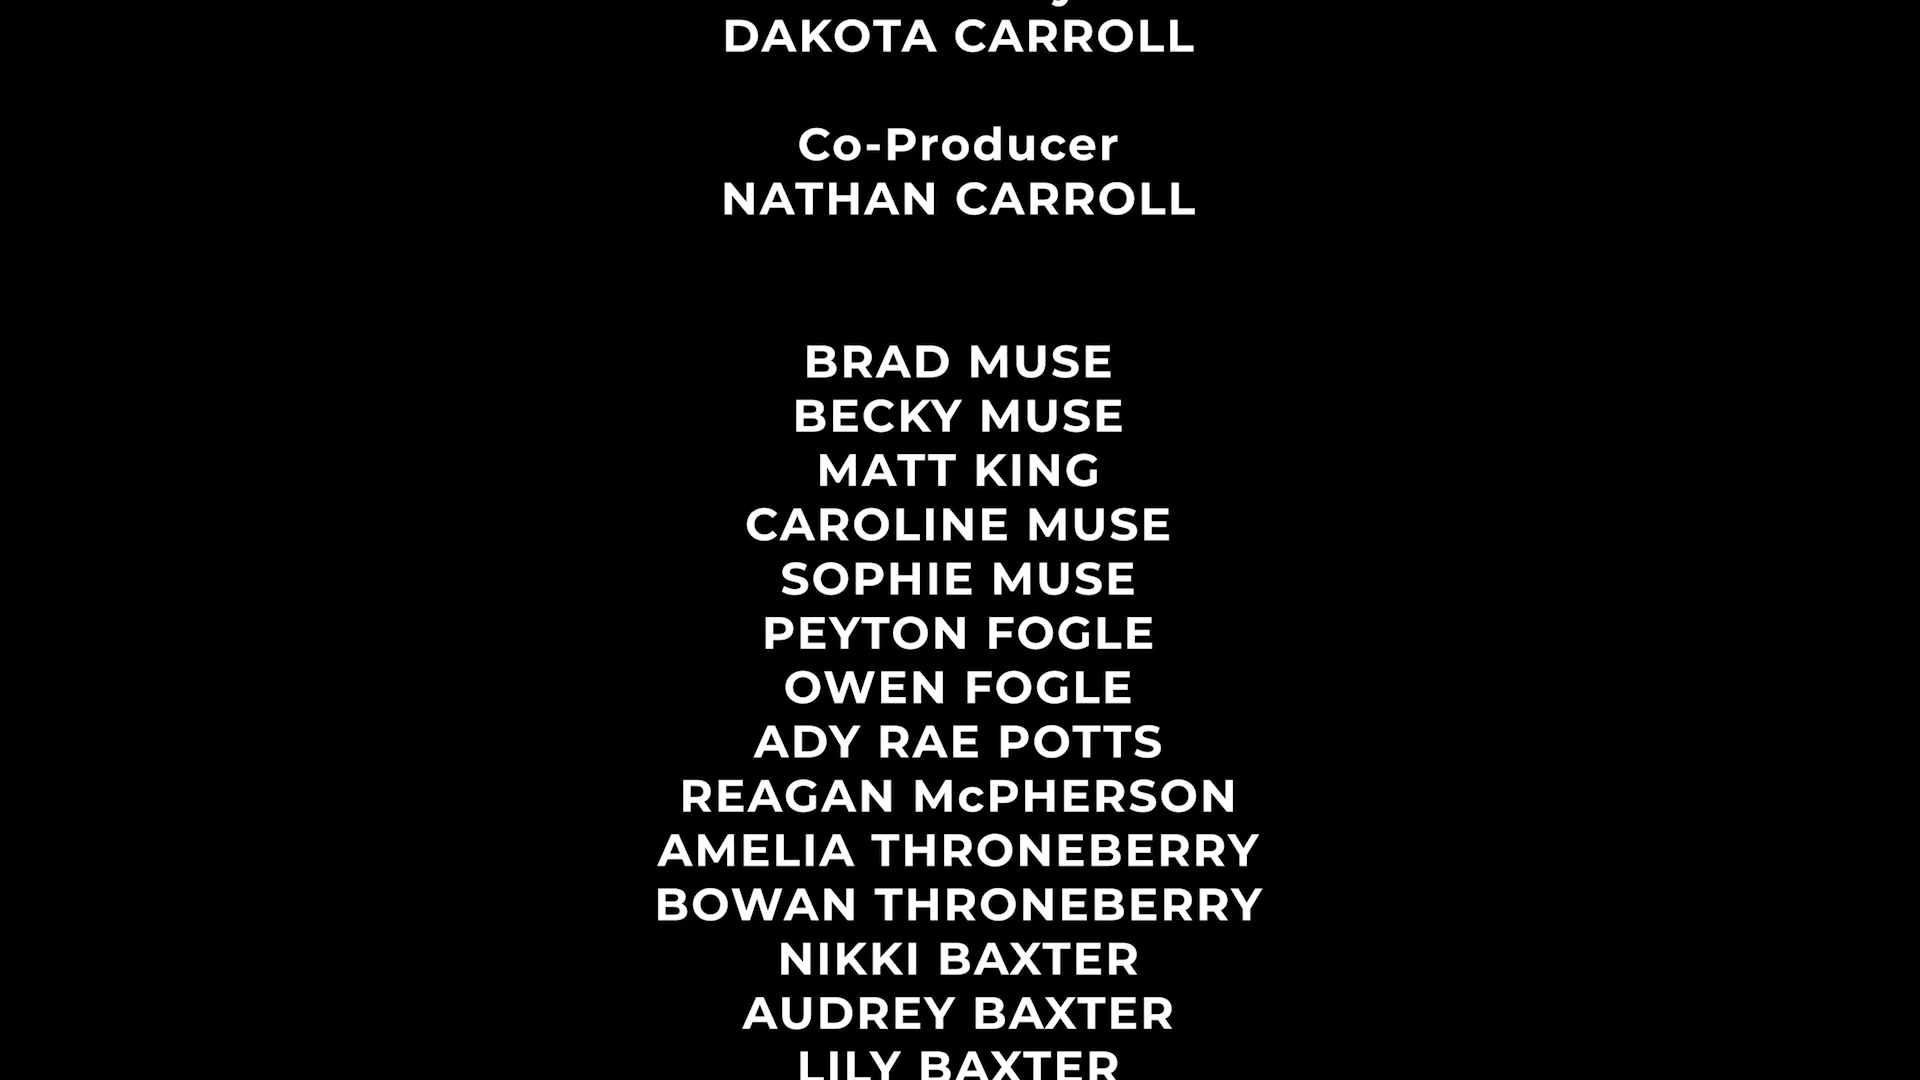 DAKOTA CARROLL
Co-Producer
NATHAN CARROLL
BRAD MUSE
BECKY MUSE
MATT KING
CAROLINE MUSE
SOPHIE MUSE
PEYTON FOGLE
OWEN FOGLE
ADY RAE POTTS
REAGAN McPHERSON
AMELIA THRONEBERRY
BOWAN THRONEBERRY
NIKKI BAXTER
AUDREY BAXTER
LILY BAXTER